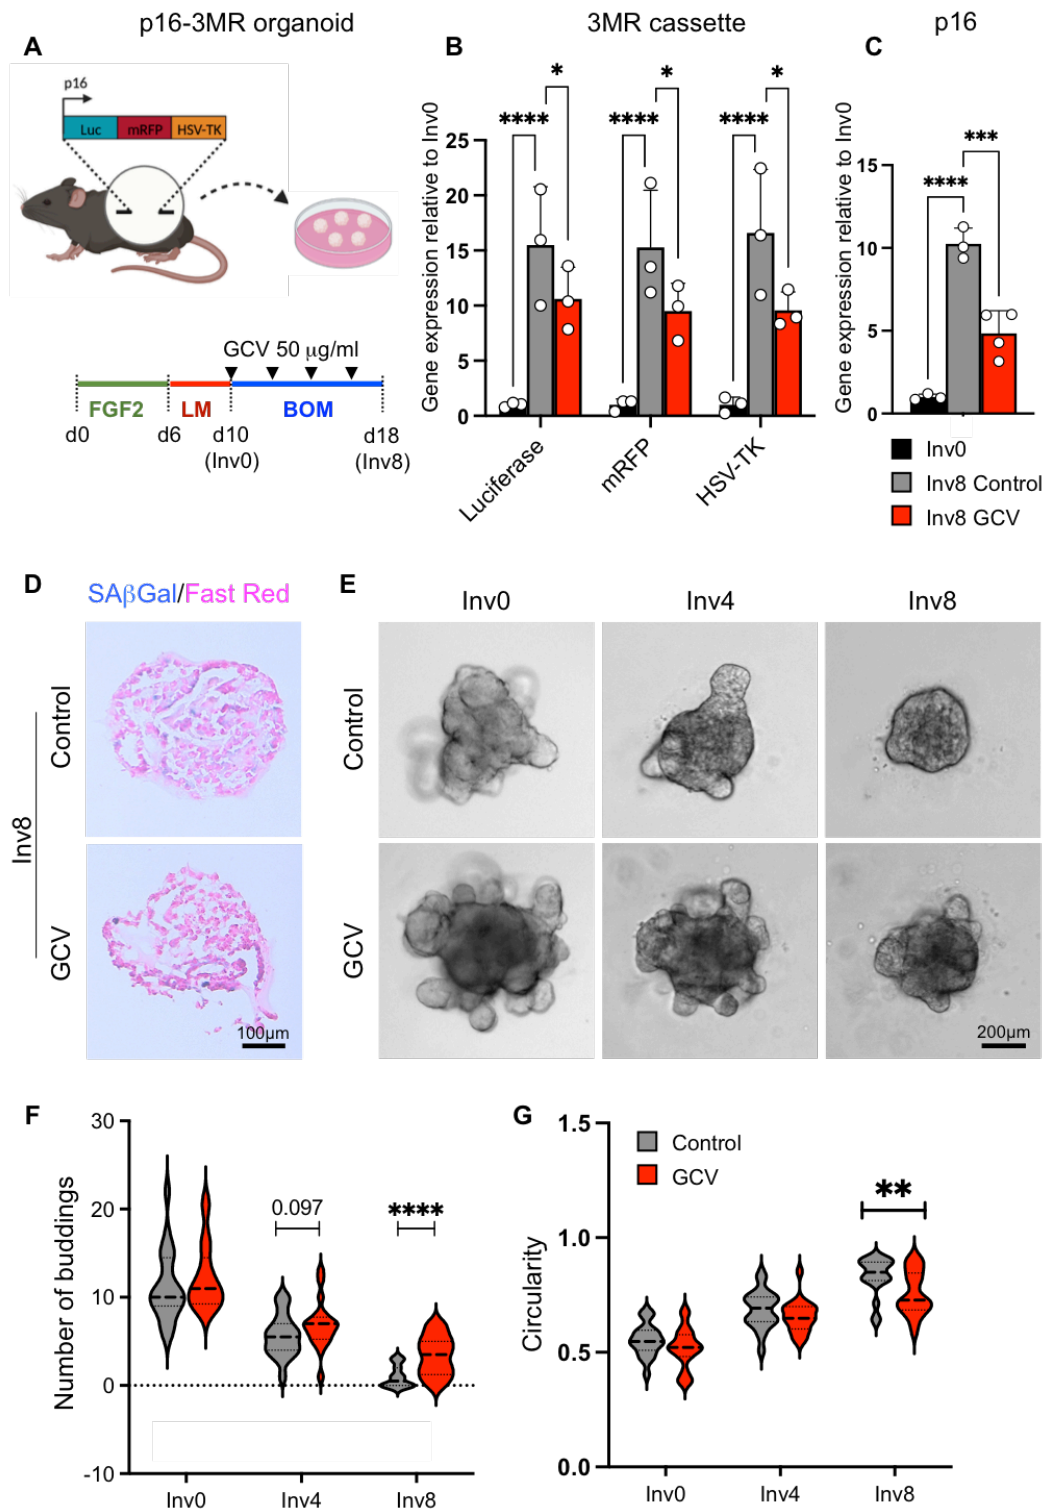 p16-3MR organoid
3MR cassette
p16
A
p16
Luc
mRFP
HSV-TK
GCV 50 μg/ml
FGF2
LM
BOM
d0
d6
d10
d18
(Inv0)
(Inv8)
B
Gene expression relative to Inv0
25
20
15
10
5
0
****
*
****
*
****
*
Luciferase
mRFP
HSV-TK
C
Gene expression relative to Inv0
15
10
5
0
****
***
Inv0
Inv8 Control
Inv8 GCV
D
SAβGal/Fast Red
Inv8
Control
GCV
100μm
E
Inv0
Inv4
Inv8
Control
GCV
200μm
F
Number of buddings
30
20
10
0
-10
0.097
****
Inv0
Inv4
Inv8
G
Circularity
1.5
1.0
0.5
0.0
Control
GCV
**
Inv0
Inv4
Inv8